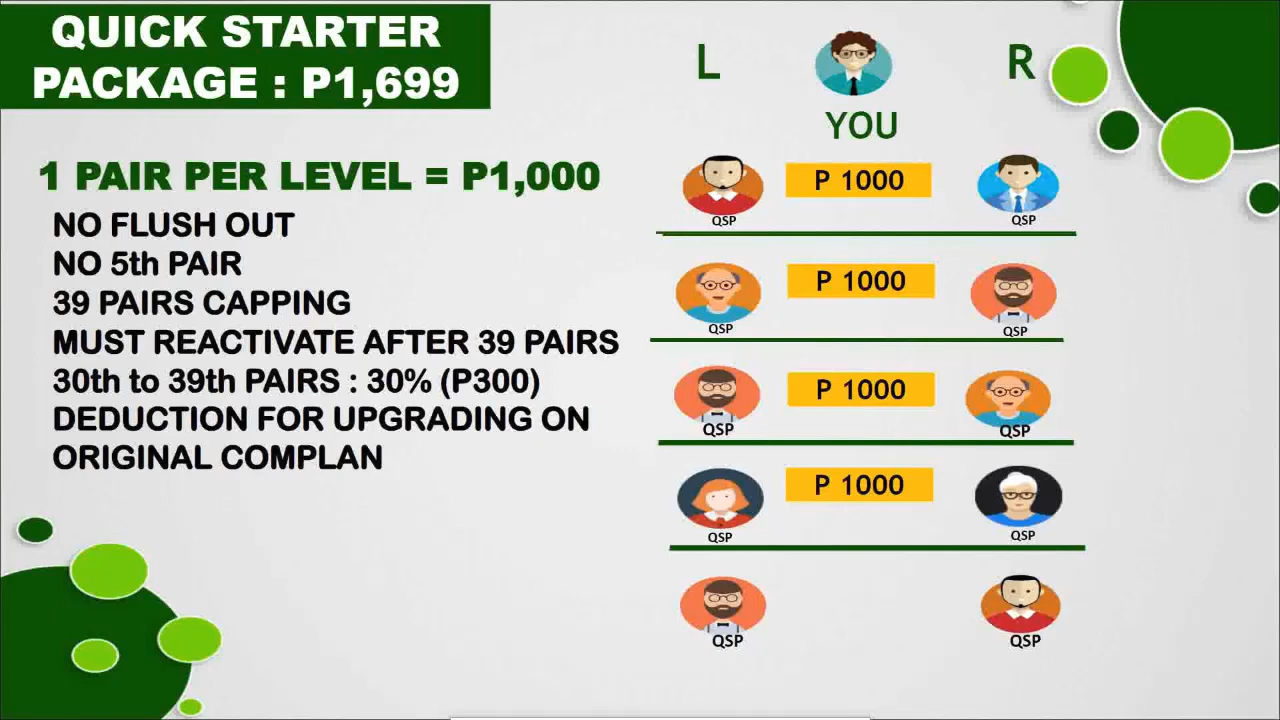 QUICK STARTER
PACKAGE : P1,699
1 PAIR PER LEVEL = P1,000
NO FLUSH OUT
NO 5th PAIR
39 PAIRS CAPPING
MUST REACTIVATE AFTER 39 PAIRS
30th to 39th PAIRS : 30% (P300)
DEDUCTION FOR UPGRADING ON
ORIGINAL COMPLAN
L R
YOU
P 1000
QSP QSP
P 1000
QSP QSP
P 1000
QSP QSP
P 1000
QSP QSP
QSP QSP